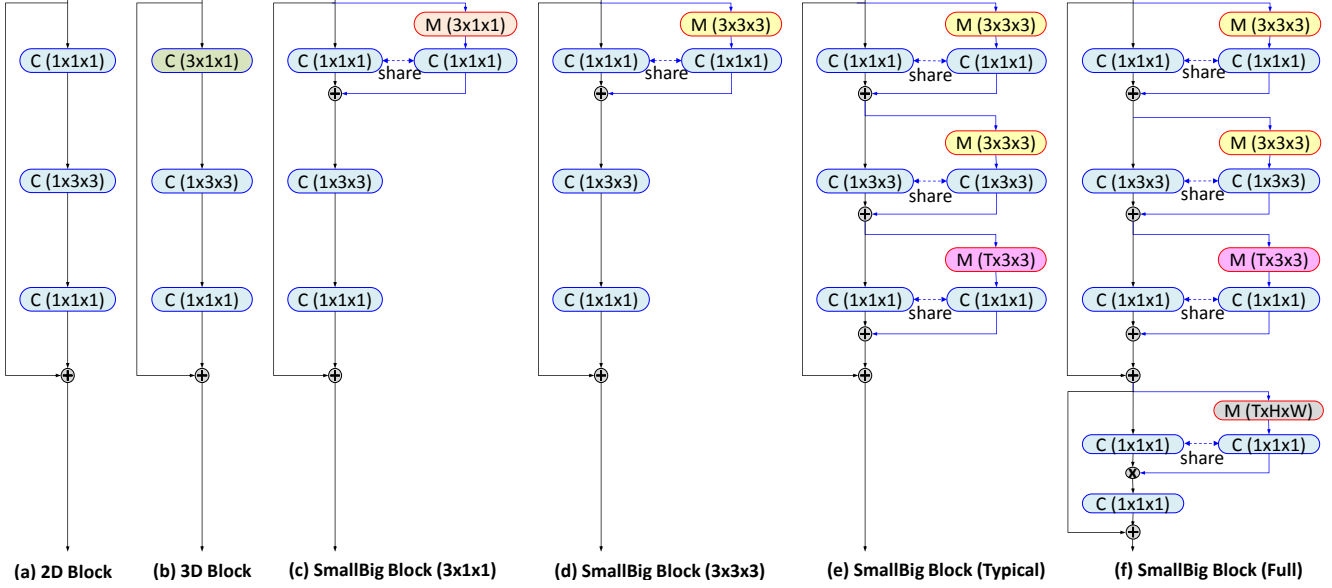 M (3x1x1)
M (3x3x3)
M (3x3x3)
M (3x3x3)
C (1x1x1)
C (3x1x1)
C (1x1x1)
C (1x1x1)
share
C (1x1x1)
C (1x1x1)
share
C (1x1x1)
C (1x1x1)
share
C (1x1x1)
C (1x1x1)
share
M (3x3x3)
M (3x3x3)
C (1x3x3)
C (1x3x3)
C (1x3x3)
C (1x3x3)
C (1x3x3)
C (1x3x3)
share
C (1x3x3)
C (1x3x3)
share
M (Tx3x3)
M (Tx3x3)
C (1x1x1)
C (1x1x1)
C (1x1x1)
C (1x1x1)
C (1x1x1)
C (1x1x1)
share
C (1x1x1)
C (1x1x1)
share
M (TxHxW)
C (1x1x1)
C (1x1x1)
share
C (1x1x1)
(a) 2D Block
(b) 3D Block
(c) SmallBig Block (3x1x1)
(d) SmallBig Block (3x3x3)
(e) SmallBig Block (Typical)
(f) SmallBig Block (Full)